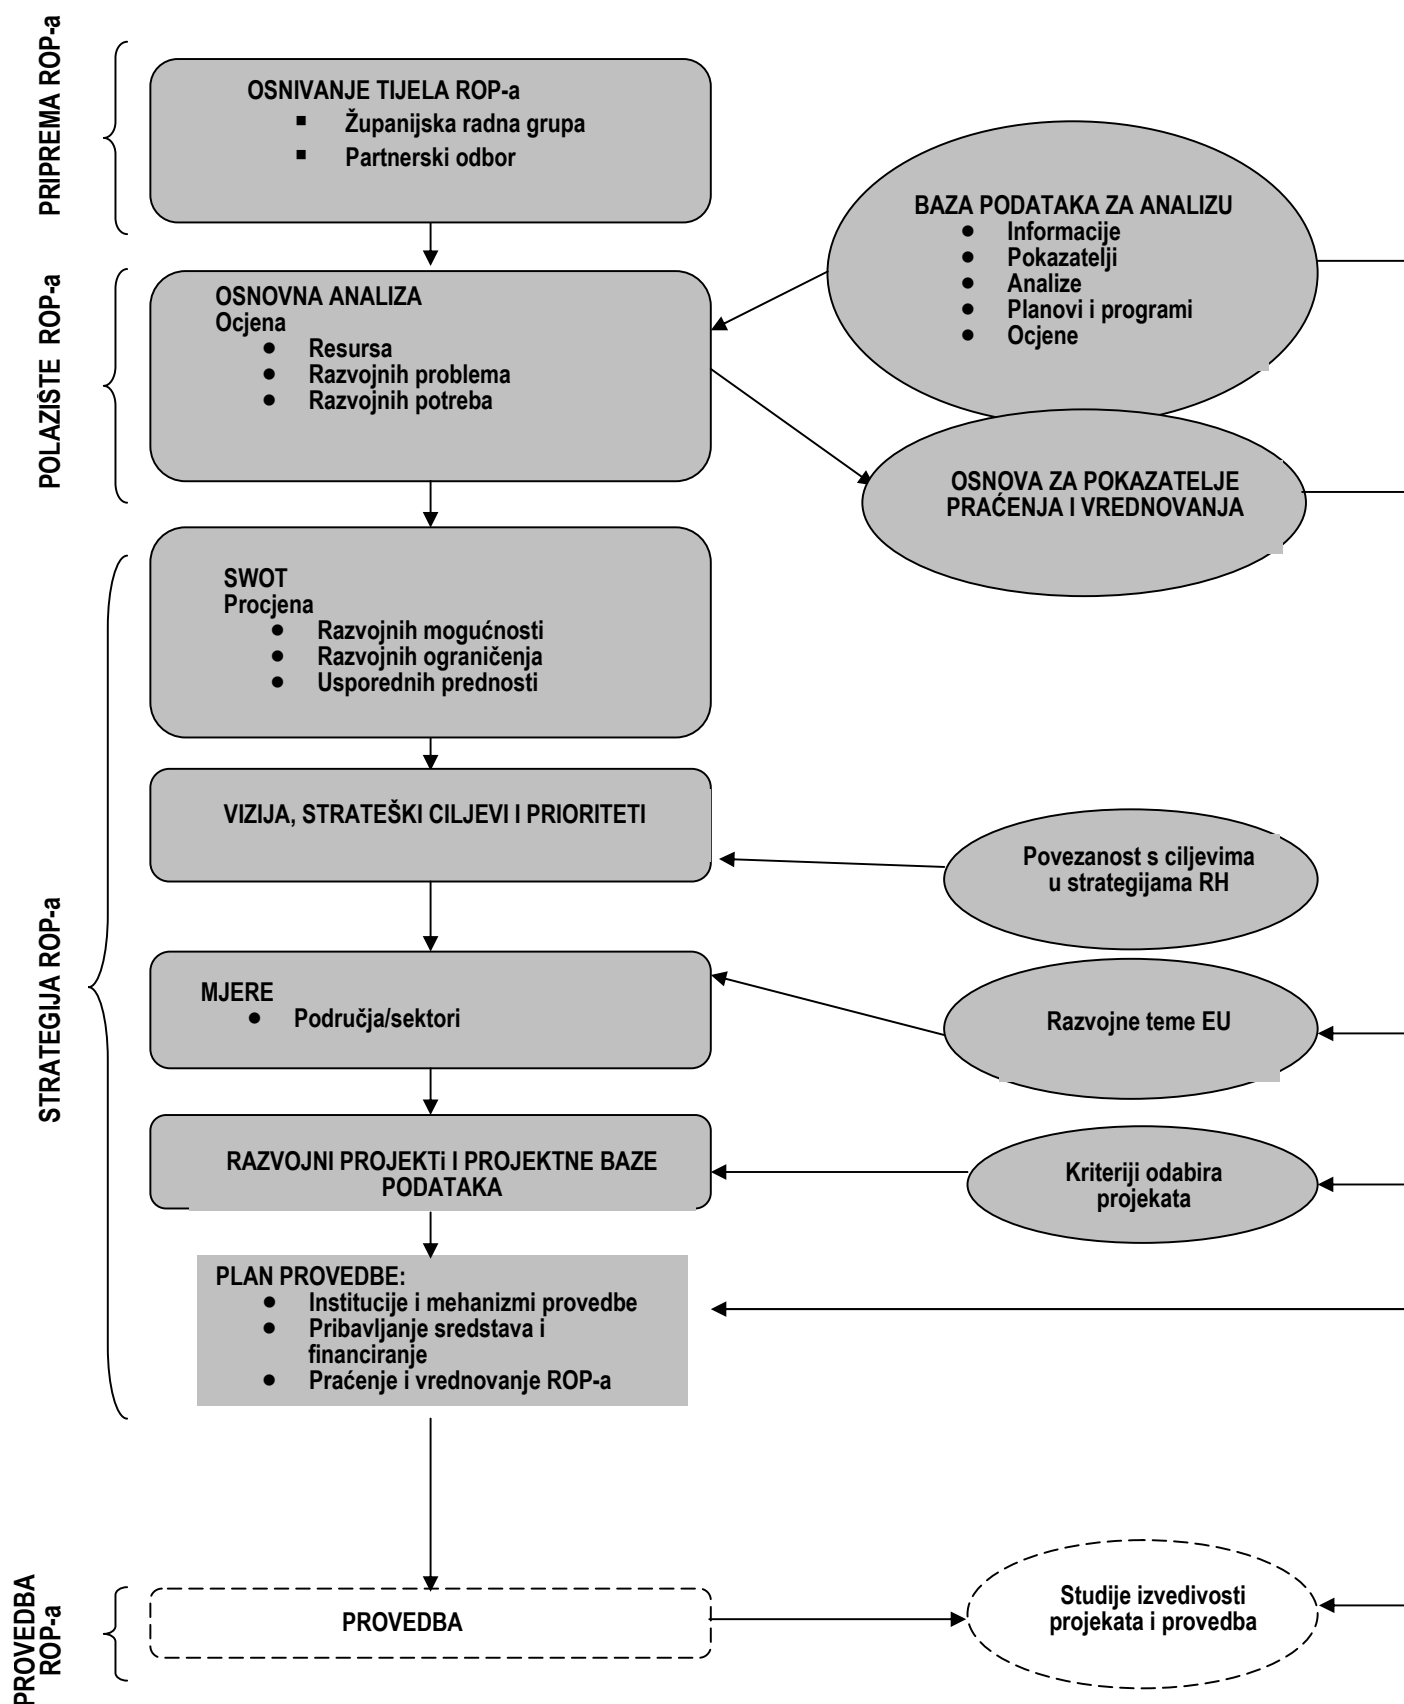 PRIPREMA ROP-a
OSNIVANJE TIJELA ROP-a
▪ Županijska radna grupa
▪ Partnerski odbor
BAZA PODATAKA ZA ANALIZU
● Informacije
● Pokazatelji
● Analize
● Planovi i programi
● Ocjene
POLAZIŠTE ROP-a
OSNOVNA ANALIZA
Ocjena
● Resursa
● Razvojnih problema
● Razvojnih potreba
OSNOVA ZA POKAZATELJE
PRAĆENJA I VREDNOVANJA
STRATEGIJA ROP-a
SWOT
Procjena
● Razvojnih mogućnosti
● Razvojnih ograničenja
● Usporednih prednosti
VIZIJA, STRATEŠKI CILJEVI I PRIORITETI
Povezanost s ciljevima
u strategijama RH
MJERE
● Područja/sektori
Razvojne teme EU
RAZVOJNI PROJEKTi I PROJEKTNE BAZE
PODATAKA
Kriteriji odabira
projekata
PLAN PROVEDBE:
● Institucije i mehanizmi provedbe
● Pribavljanje sredstava i
financiranje
● Praćenje i vrednovanje ROP-a
PROVEDBA
ROP-a
PROVEDBA
Studije izvedivosti
projekata i provedba